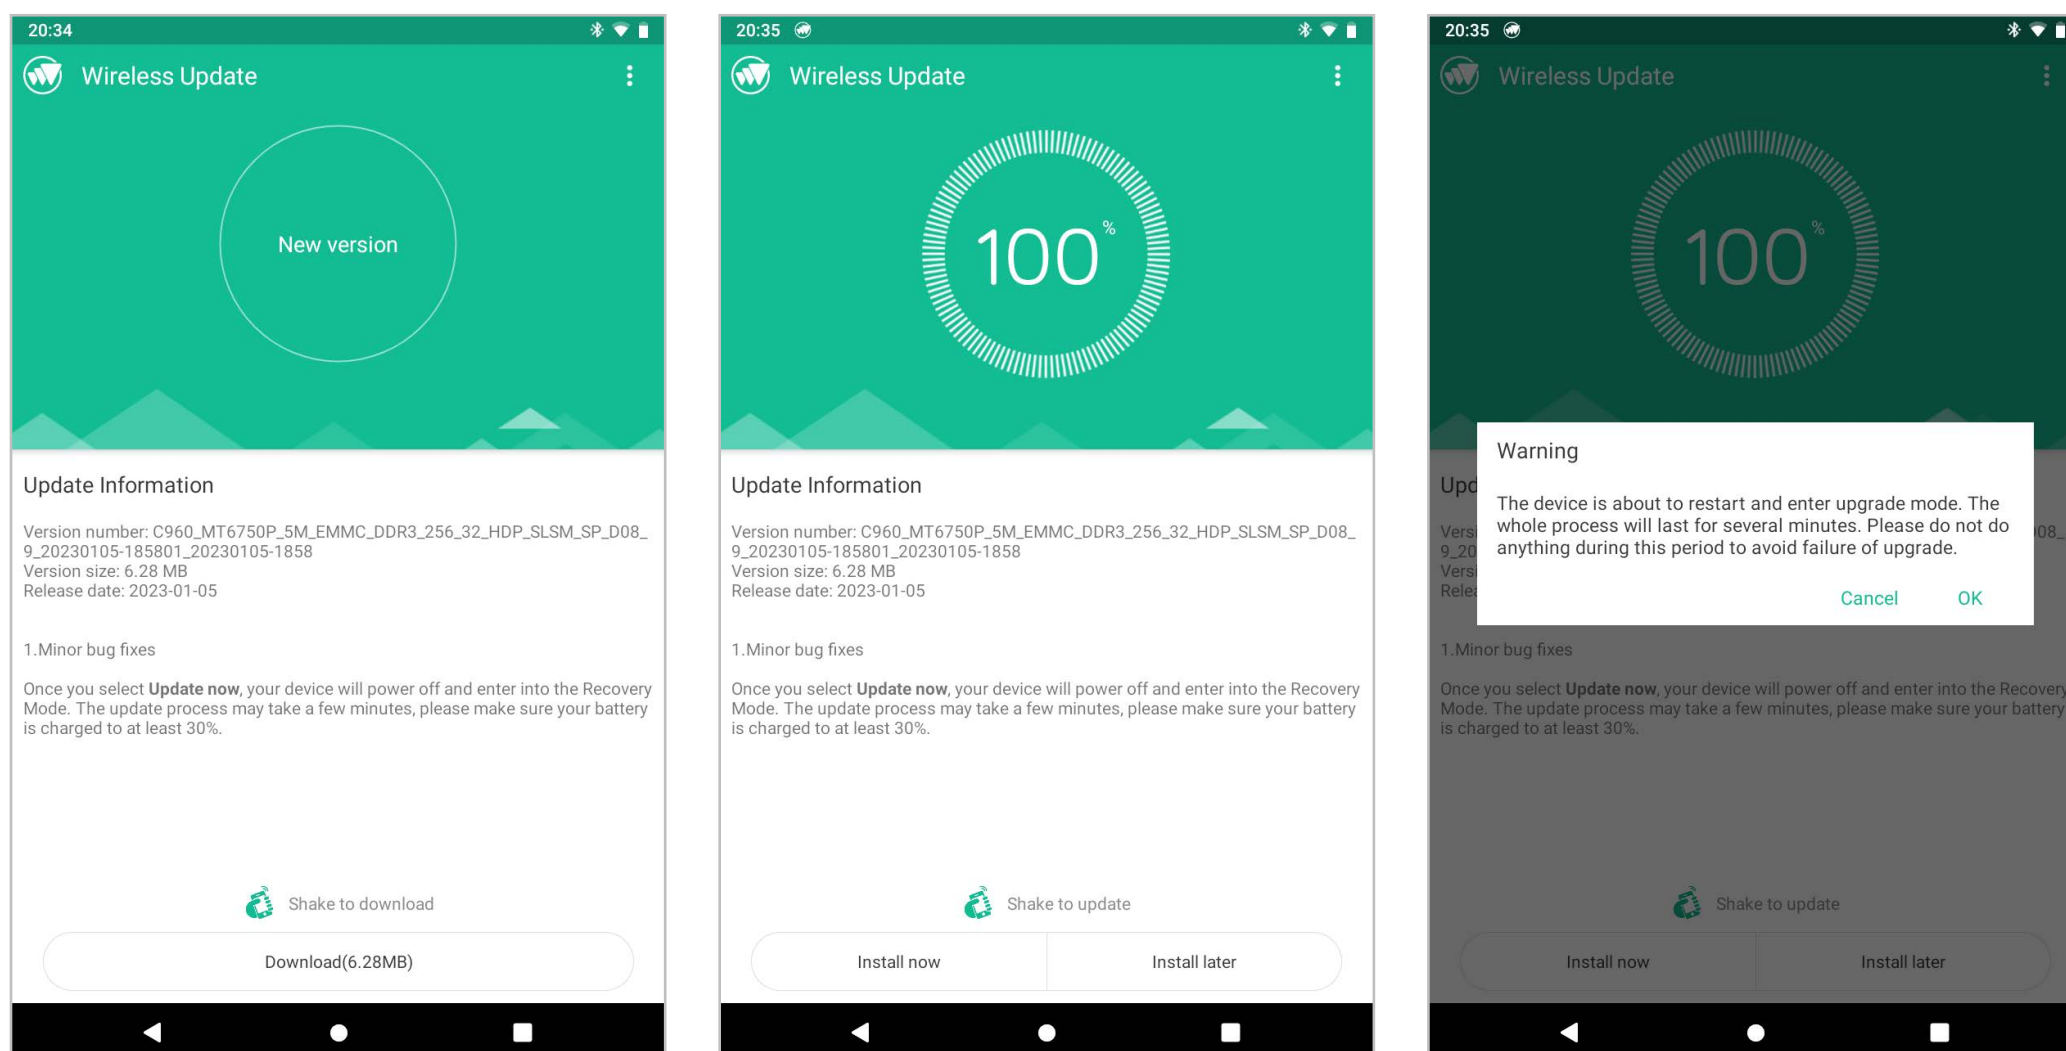 20:34
Wireless Update
New version
Update Information
Version number: C960_MT6750P_5M_EMMC_DDR3_256_32_HDP_SLSM_SP_D08_
9_20230105-185801_20230105-1858
Version size: 6.28 MB
Release date: 2023-01-05
1.Minor bug fixes
Once you select Update now, your device will power off and enter into the Recovery
Mode. The update process may take a few minutes, please make sure your battery
is charged to at least 30%.
Shake to download
Download(6.28MB)
20:35
Wireless Update
100%
Update Information
Version number: C960_MT6750P_5M_EMMC_DDR3_256_32_HDP_SLSM_SP_D08_
9_20230105-185801_20230105-1858
Version size: 6.28 MB
Release date: 2023-01-05
1.Minor bug fixes
Once you select Update now, your device will power off and enter into the Recovery
Mode. The update process may take a few minutes, please make sure your battery
is charged to at least 30%.
Shake to update
Install now Install later
20:35
Wireless Update
100%
Warning
The device is about to restart and enter upgrade mode. The
whole process will last for several minutes. Please do not do
anything during this period to avoid failure of upgrade.
Cancel OK
Upd
Versi 08_
9_20
Versi
Relea
1.Minor bug fixes
Once you select Update now, your device will power off and enter into the Recovery
Mode. The update process may take a few minutes, please make sure your battery
is charged to at least 30%.
Shake to update
Install now Install later